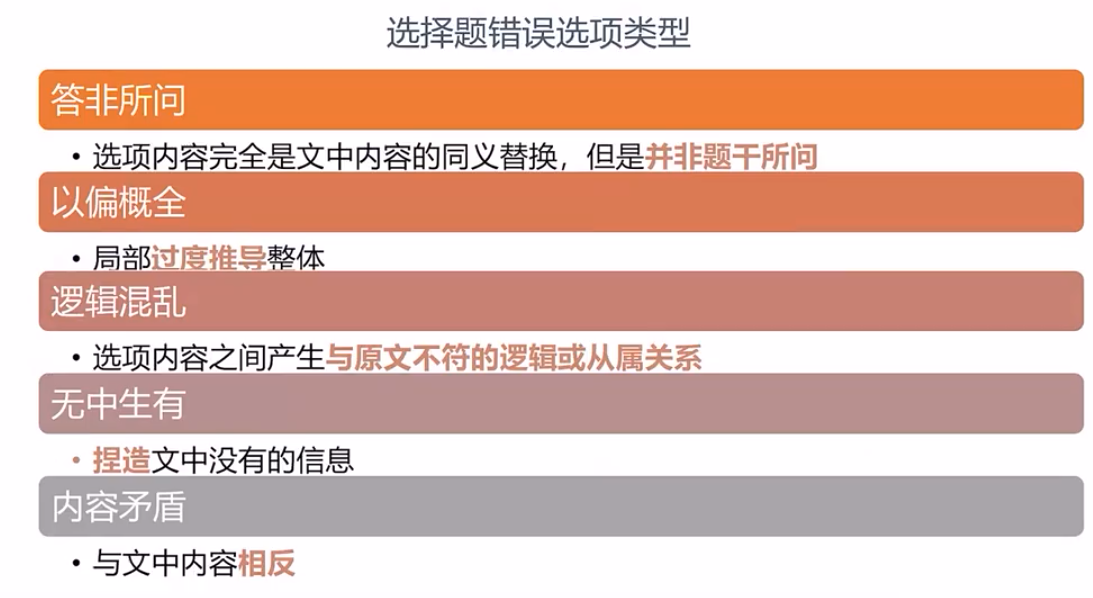 选择题错误选项类型
答非所问
• 选项内容完全是文中内容的同义替换，但是并非题干所问
以偏概全
• 局部过度推导整体
逻辑混乱
• 选项内容之间产生与原文不符的逻辑或从属关系
无中生有
• 捏造文中没有的信息
内容矛盾
• 与文中内容相反